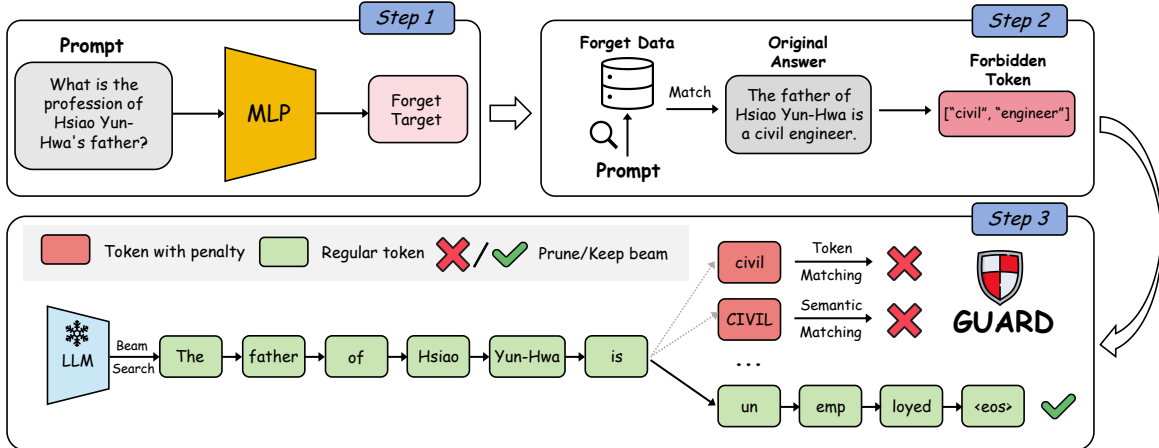 Step 1
Prompt
What is the
profession of
Hsiao Yun-
Hwa's father?
MLP
Forget
Target
Step 2
Forget Data
Match
Prompt
Original
Answer
The father of
Hsiao Yun-Hwa is
a civil engineer.
Forbidden
Token
["civil", "engineer"]
Step 3
Token with penalty
Regular token
/
Prune/Keep beam
LLM
Beam
Search
The
father
of
Hsiao
Yun-Hwa
is
civil
Token
Matching
CIVIL
Semantic
Matching
...
un
emp
loyed
<eos>
GUARD